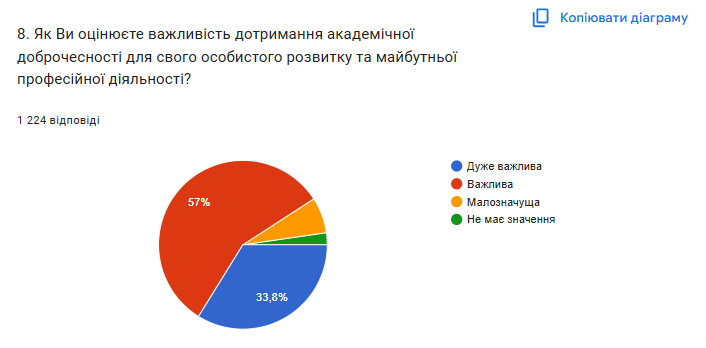 Копіювати діаграму
8. Як Ви оцінюєте важливість дотримання академічної
доброчесності для свого особистого розвитку та майбутньої
професійної діяльності?
1 224 відповіді
57%
33,8%
Дуже важлива
Важлива
Малозначуща
Не має значення